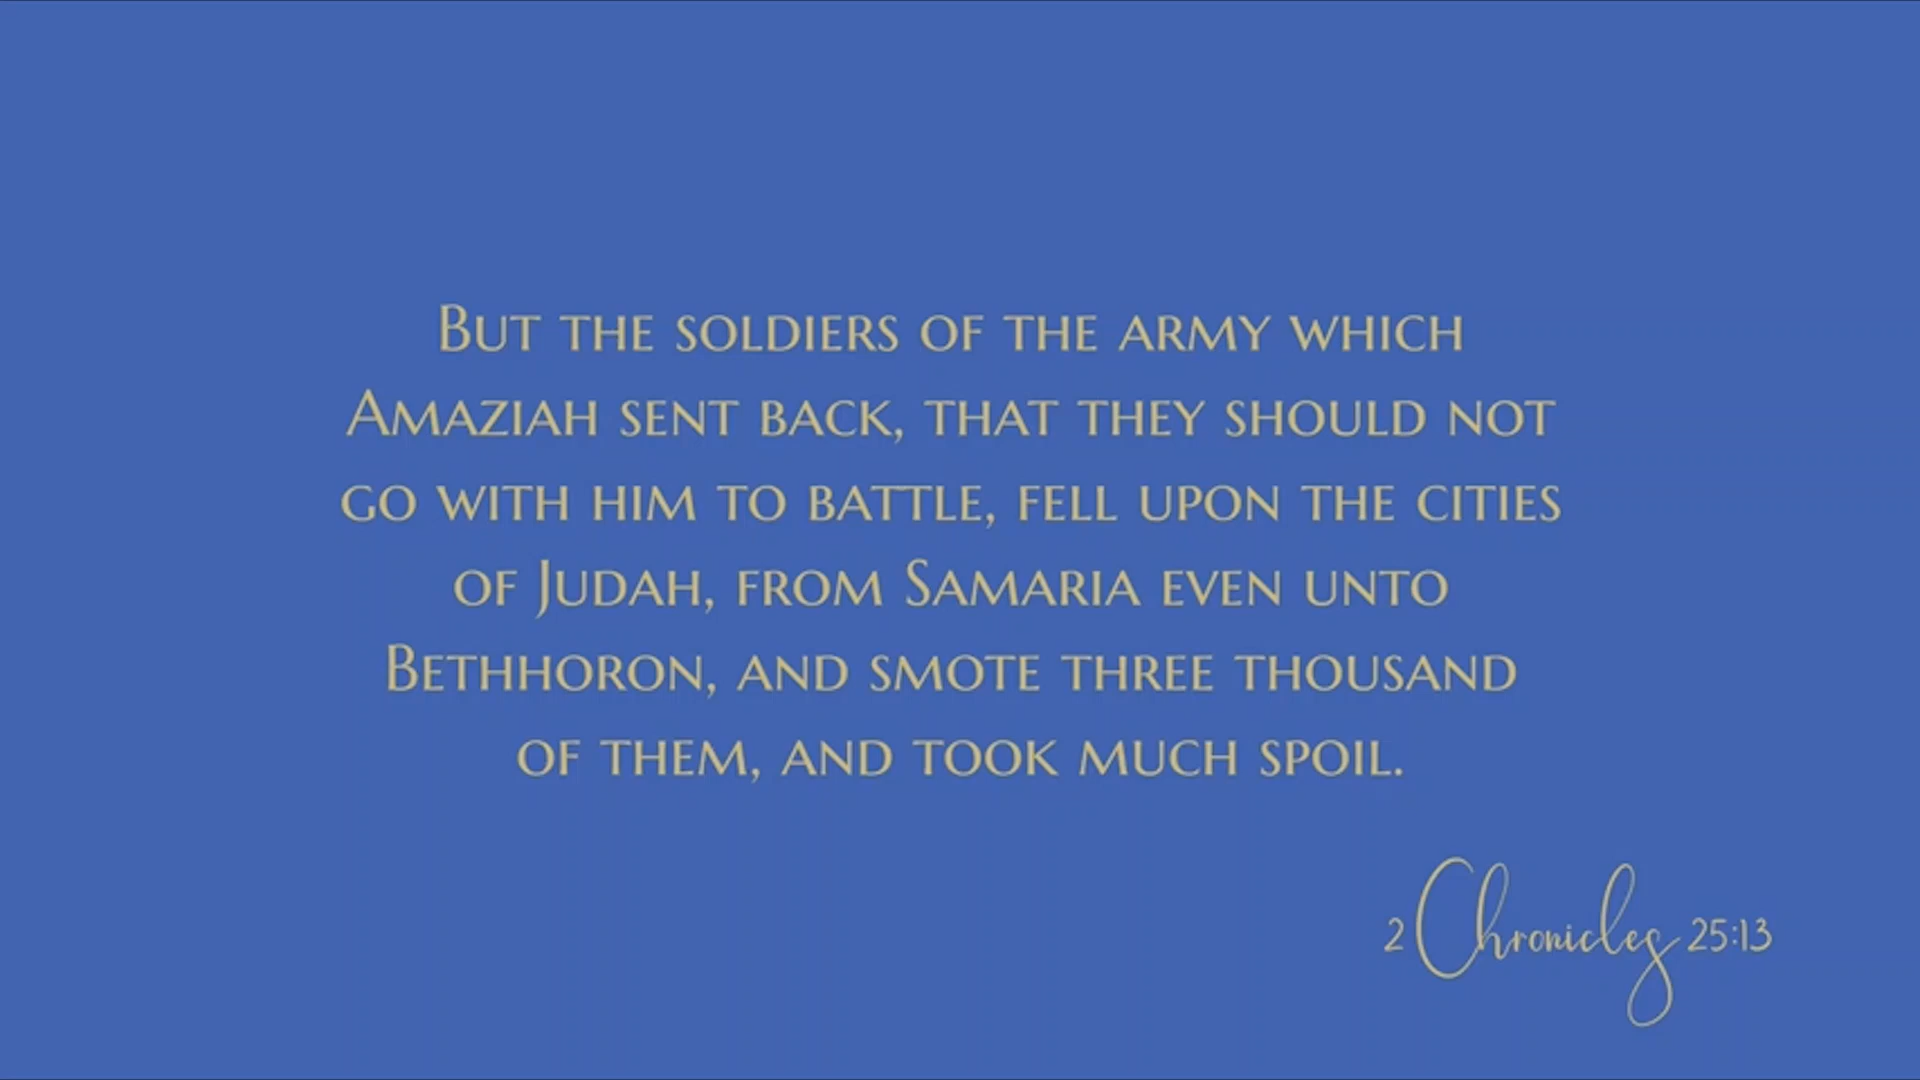 But the soldiers of the army which
Amaziah sent back, that they should not
go with him to battle, fell upon the cities
of Judah, from Samaria even unto
Bethhoron, and smote three thousand
of them, and took much spoil.
2 Chronicles 25:13